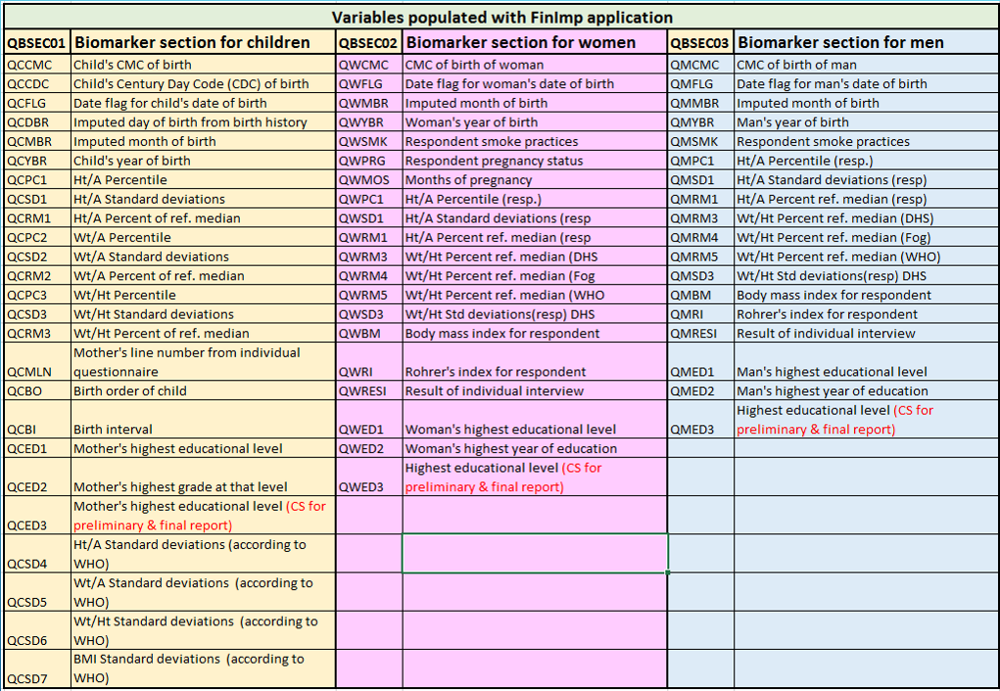 Variables populated with FinImp application
QBSEC01 Biomarker section for children QBSEC02 Biomarker section for women QBSEC03 Biomarker section for men
QCCMC Child's CMC of birth QWCMC CMC of birth of woman QMCMC CMC of birth of man
QCCDC Child's Century Day Code (CDC) of birth QWFLG Date flag for woman's date of birth QMFLG Date flag for man's date of birth
QCFLG Date flag for child's date of birth QWMBR Imputed month of birth QMMBR Imputed month of birth
QCDBR Imputed day of birth from birth history QWYBR Woman's year of birth QMYBR Man's year of birth
QCMBR Imputed month of birth QWSMK Respondent smoke practices QMSMK Respondent smoke practices
QCYBR Child's year of birth QWPRG Respondent pregnancy status QMPC1 Ht/A Percentile (resp.)
QCPC1 Ht/A Percentile QWMOS Months of pregnancy QMSD1 Ht/A Standard deviations (resp)
QCSD1 Ht/A Standard deviations QWPC1 Ht/A Percentile (resp.) QMRM1 Ht/A Percent ref. median (resp)
QCRM1 Ht/A Percent of ref. median QWSD1 Ht/A Standard deviations (resp QMRM3 Wt/Ht Percent ref. median (DHS)
QCPC2 Wt/A Percentile QWRM1 Ht/A Percent ref. median (resp QMRM4 Wt/Ht Percent ref. median (Fog)
QCSD2 Wt/A Standard deviations QWRM3 Wt/Ht Percent ref. median (DHS QMRM5 Wt/Ht Percent ref. median (WHO)
QCRM2 Wt/A Percent of ref. median QWRM4 Wt/Ht Percent ref. median (Fog QMSD3 Wt/Ht Std deviations(resp) DHS
QCPC3 Wt/Ht Percentile QWRM5 Wt/Ht Percent ref. median (WHO QMBM Body mass index for respondent
QCSD3 Wt/Ht Standard deviations QWSD3 Wt/Ht Std deviations(resp) DHS QMRI Rohrer's index for respondent
QCRM3 Wt/Ht Percent of ref. median QWBM Body mass index for respondent QMRESI Result of individual interview
Mother's line number from individual
QCMLN questionnaire QWRI Rohrer's index for respondent QMED1 Man's highest educational level
QCBO Birth order of child QWRESI Result of individual interview QMED2 Man's highest year of education
Highest educational level (CS for
QCBI Birth interval QWED1 Woman's highest educational level QMED3 preliminary & final report)
QCED1 Mother's highest educational level QWED2 Woman's highest year of education
Highest educational level (CS for
QCED2 Mother's highest grade at that level QWED3 preliminary & final report)
Mother's highest educational level (CS for
QCED3 preliminary & final report)
Ht/A Standard deviations (according to
QCSD4 WHO)
Wt/A Standard deviations (according to
QCSD5 WHO)
Wt/Ht Standard deviations (according to
QCSD6 WHO)
BMI Standard deviations (according to
QCSD7 WHO)